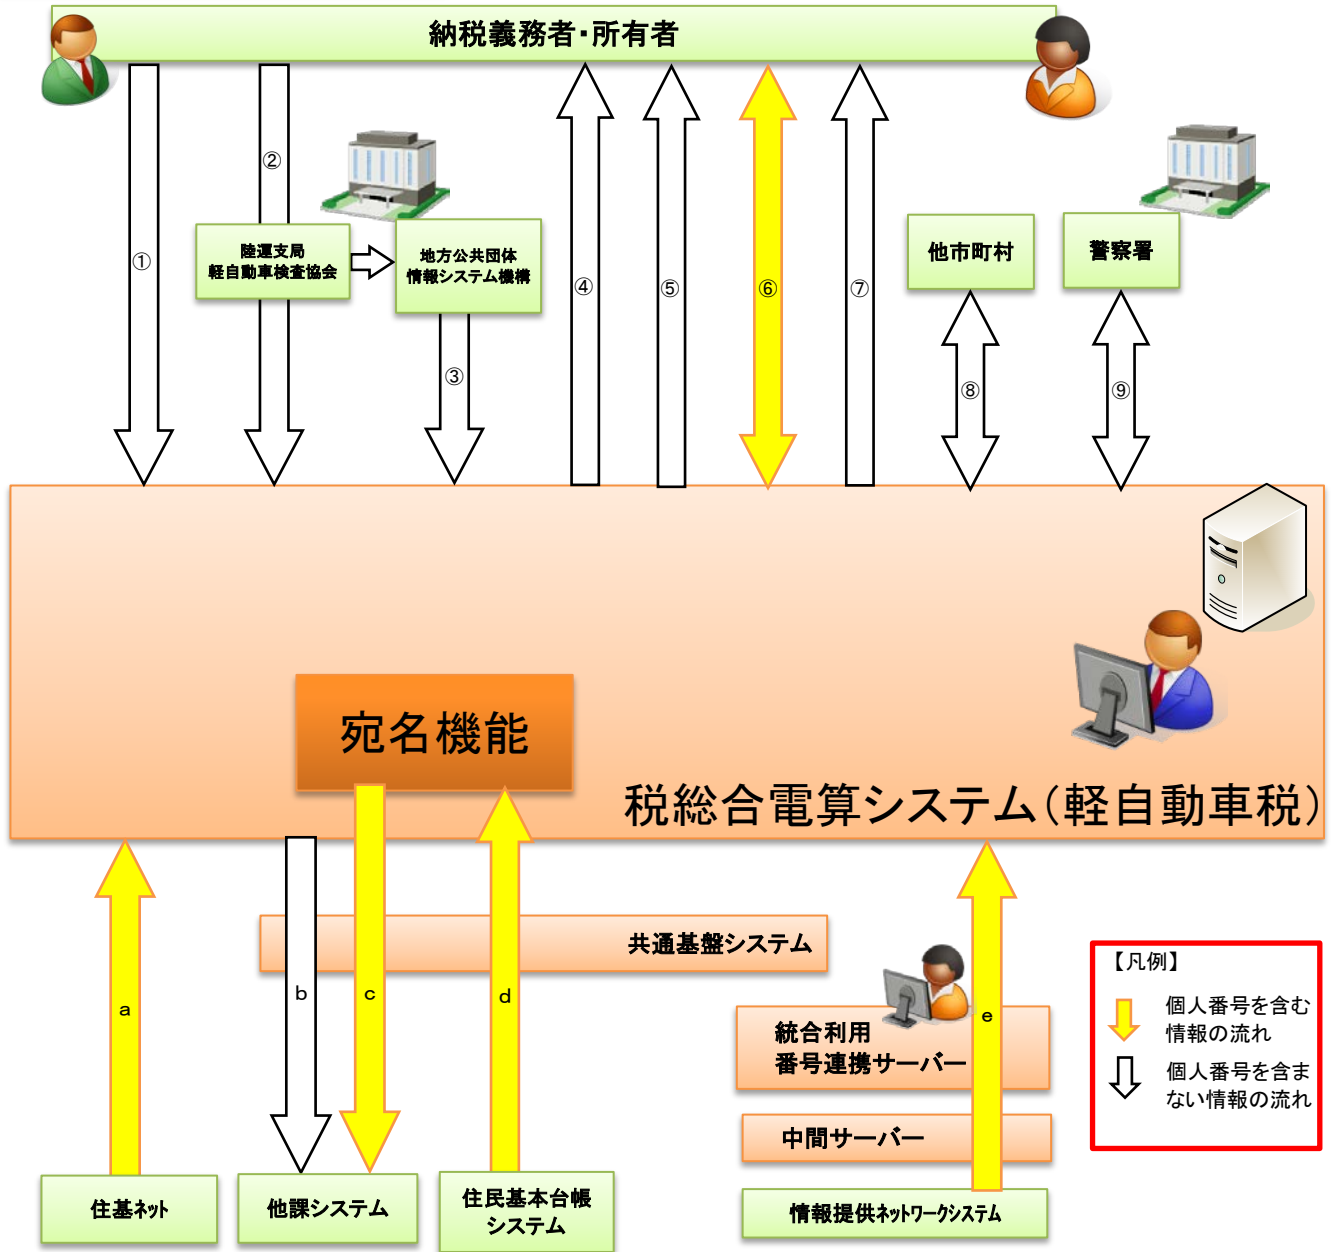 納税義務者・所有者
①
②
陸運支局
軽自動車検査協会
地方公共団体
情報システム機構
③
④
⑤
⑥
⑦
他市町村
警察署
⑧
⑨
宛名機能
税総合電算システム（軽自動車税）
共通基盤システム
a
b
c
d
e
統合利用
番号連携サーバー
中間サーバー
【凡例】
個人番号を含む
情報の流れ
個人番号を含ま
ない情報の流れ
住基ネット
他課システム
住民基本台帳
システム
情報提供ネットワークシステム